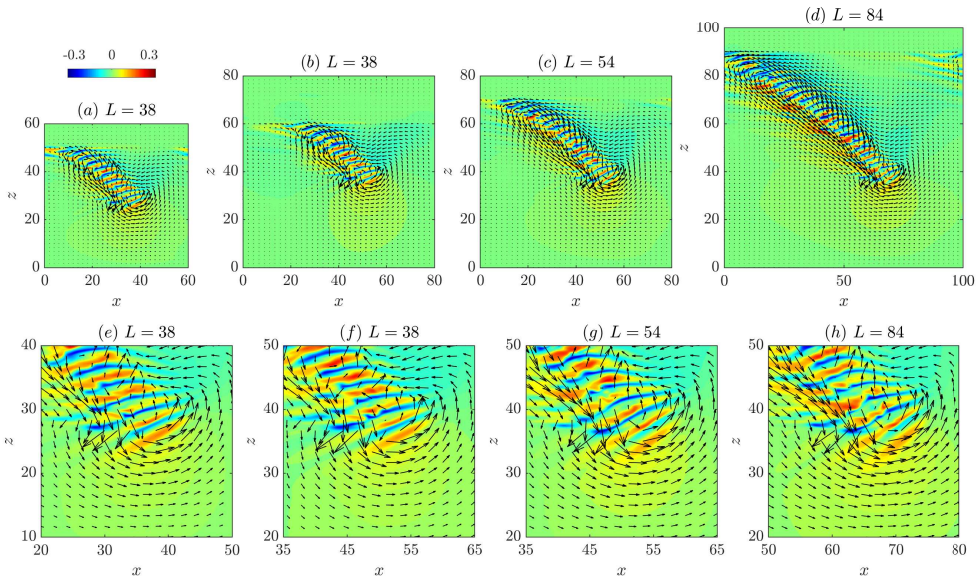 (d) L = 84
-0.3 0 0.3
(b) L = 38
(c) L = 54
(a) L = 38
z
60
40
20
0
0 20 40 60
x
z
80
60
40
20
0
0 20 40 60 80
x
z
80
60
40
20
0
0 20 40 60 80
x
z
100
80
60
40
20
0
0 50 100
x
(e) L = 38
z
40
30
20
10
20 30 40 50
x
(f) L = 38
z
50
40
30
20
35 45 55 65
x
(g) L = 54
z
50
40
30
20
35 45 55 65
x
(h) L = 84
z
50
40
30
20
50 60 70 80
x